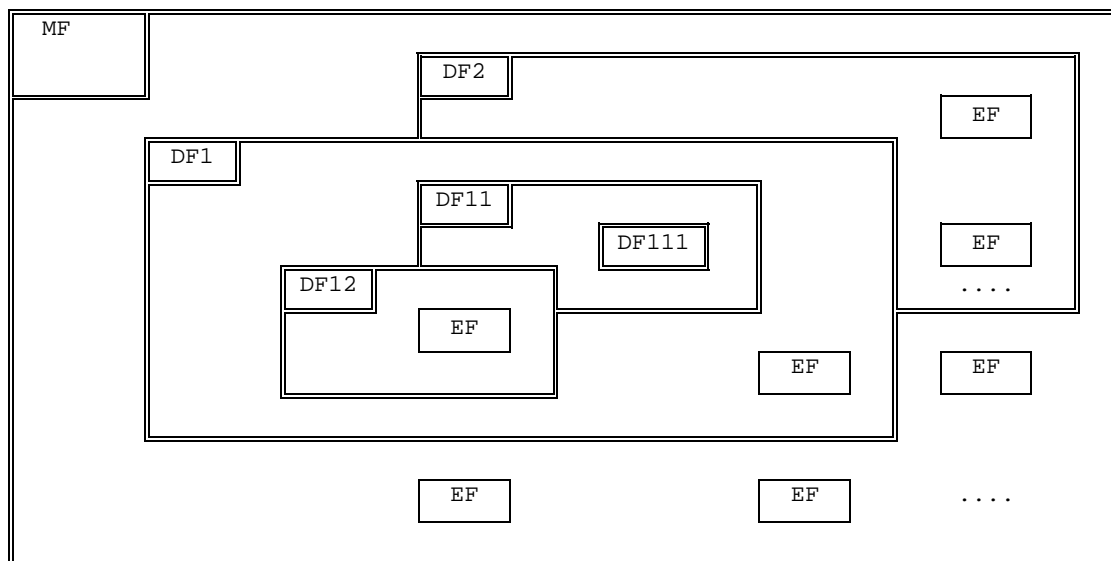 MF
DF2
EF
DF1
DF11
DF111
EF
DF12
....
EF
EF
EF
EF
EF
....